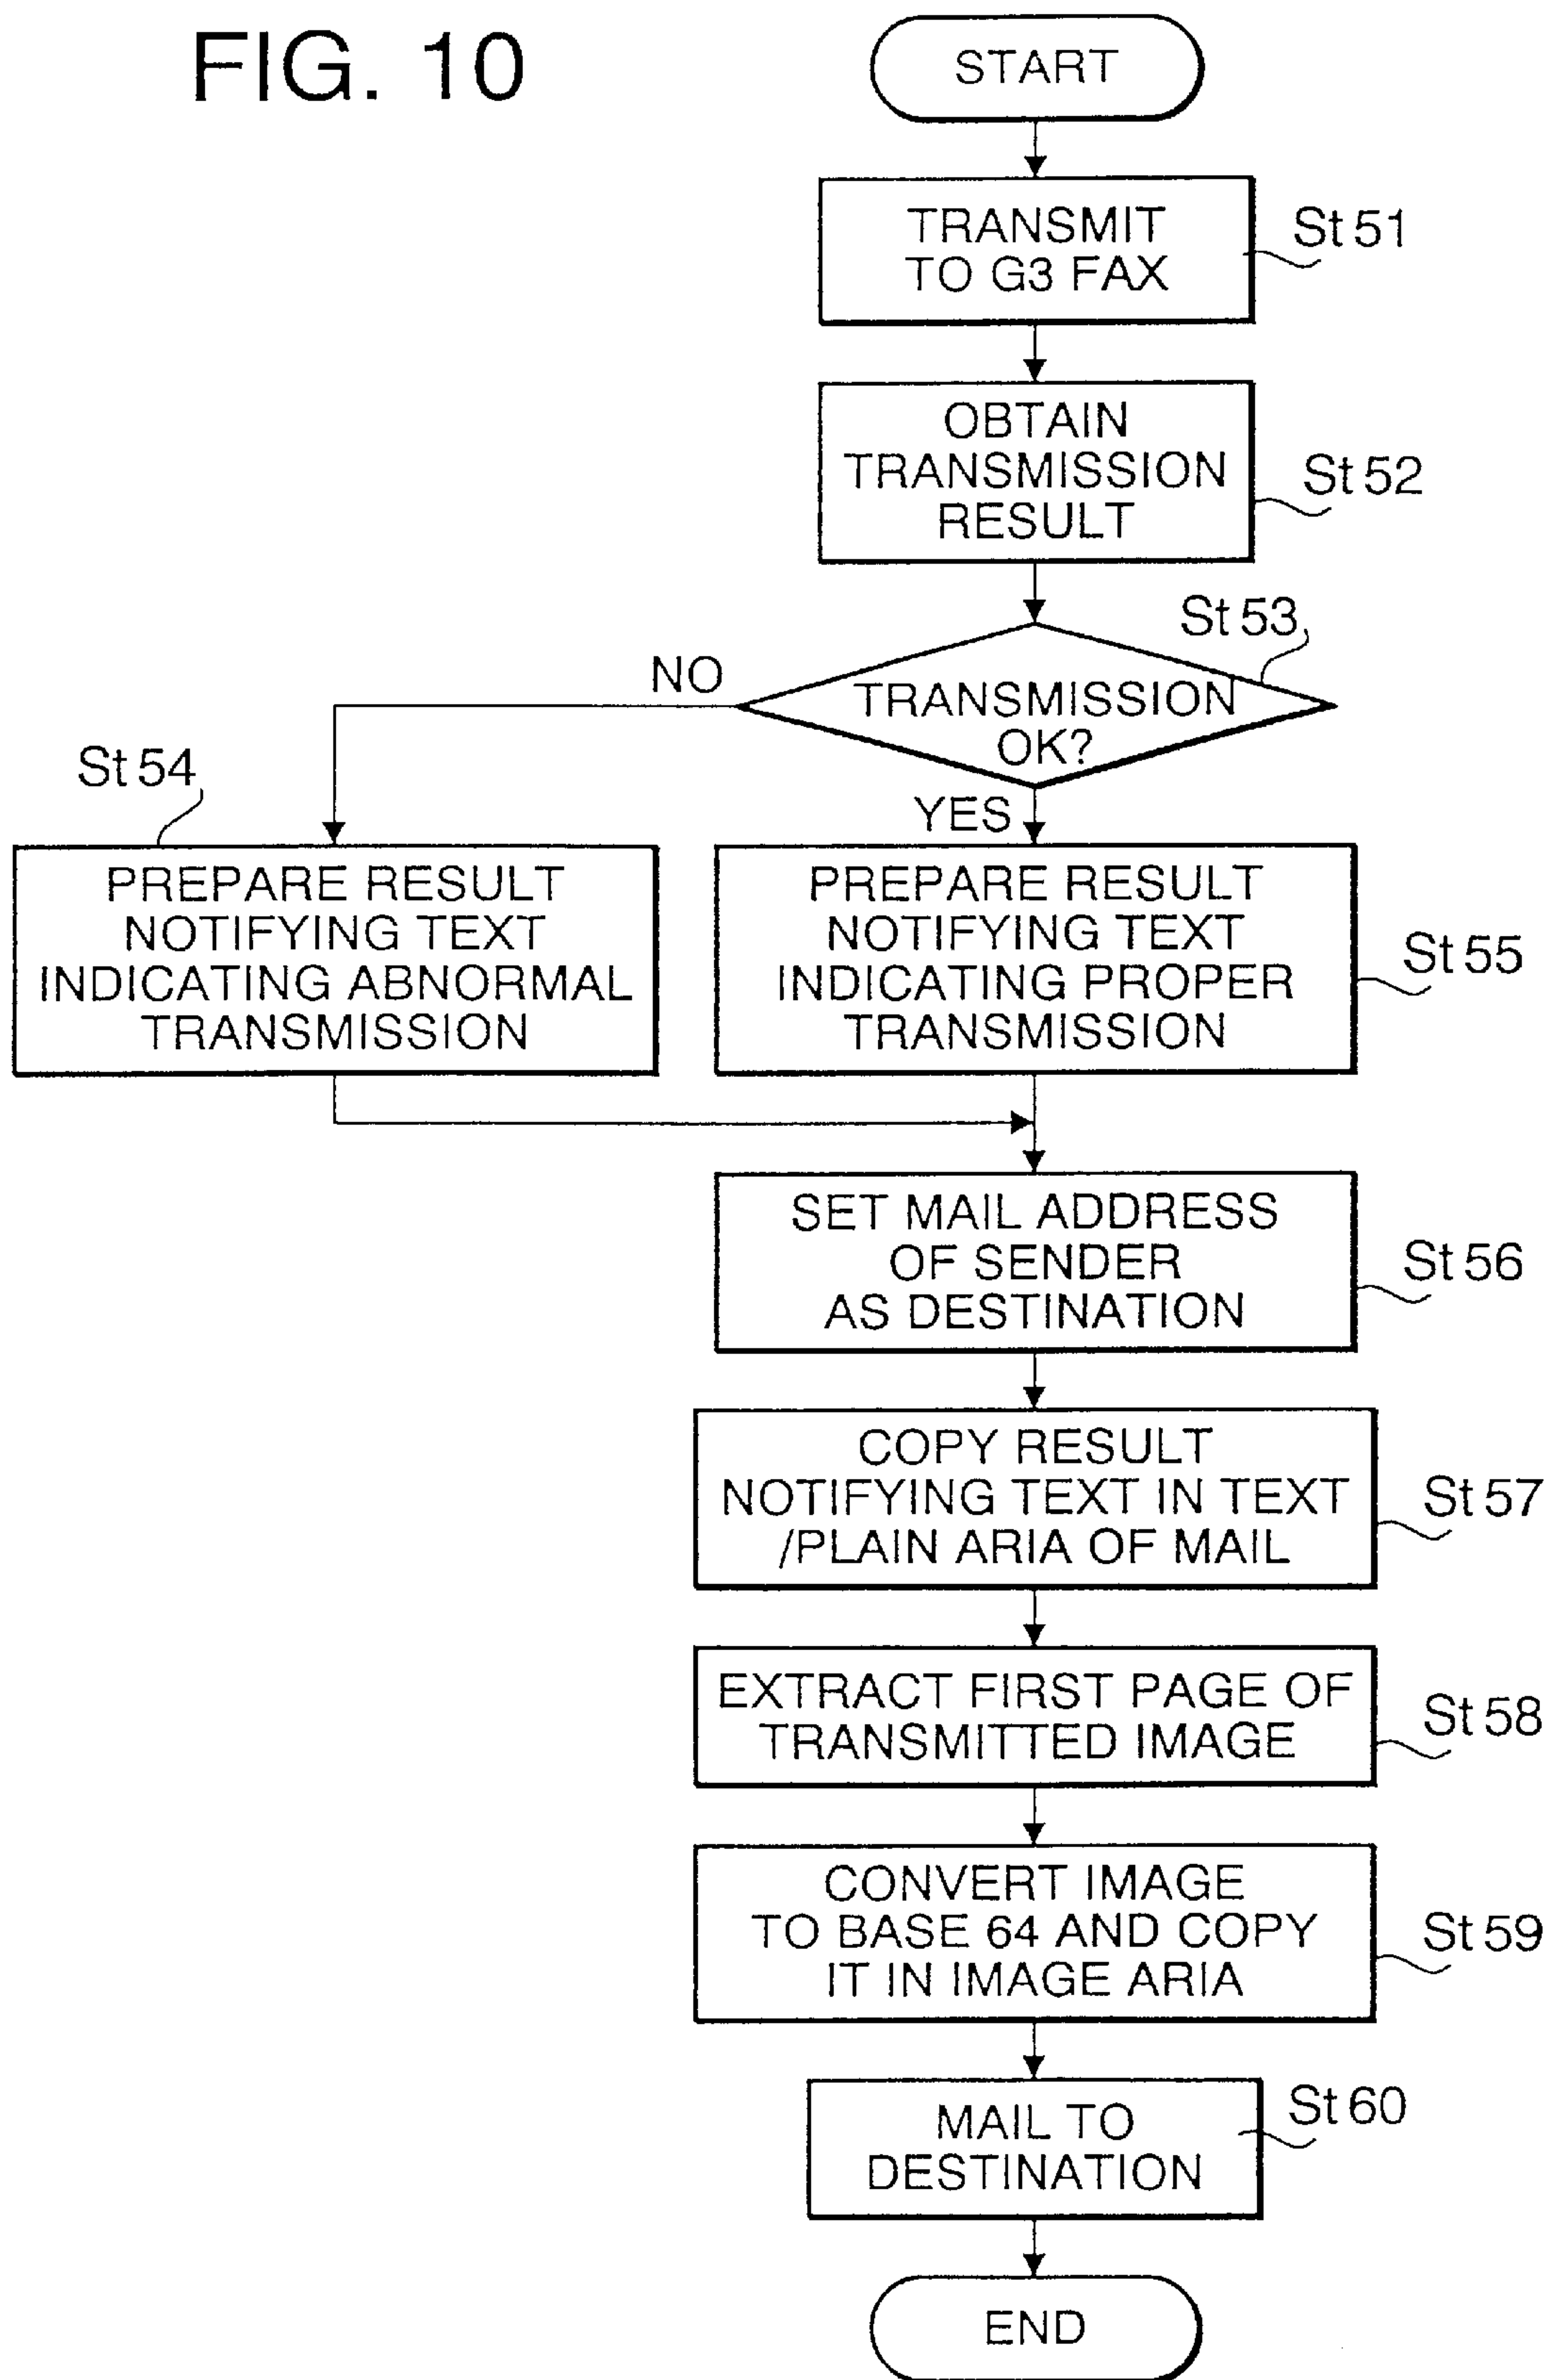 FIG. 10
START
TRANSMIT
TO G3 FAX
St 51
OBTAIN
TRANSMISSION
RESULT
St 52
St 53
TRANSMISSION
OK?
NO
YES
St 54
PREPARE RESULT
NOTIFYING TEXT
INDICATING ABNORMAL
TRANSMISSION
PREPARE RESULT
NOTIFYING TEXT
INDICATING PROPER
TRANSMISSION
St 55
SET MAIL ADDRESS
OF SENDER
AS DESTINATION
St 56
COPY RESULT
NOTIFYING TEXT IN TEXT
/PLAIN ARIA OF MAIL
St 57
EXTRACT FIRST PAGE OF
TRANSMITTED IMAGE
St 58
CONVERT IMAGE
TO BASE 64 AND COPY
IT IN IMAGE ARIA
St 59
MAIL TO
DESTINATION
St 60
END